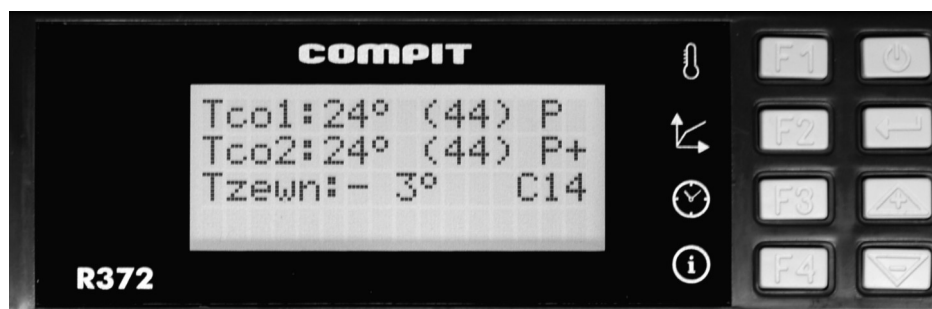 COMPIT
Tco1:24° (44) P
Tco2:24° (44) P+
Tzewn:- 3° C14
R372
F1
F2
F3
F4